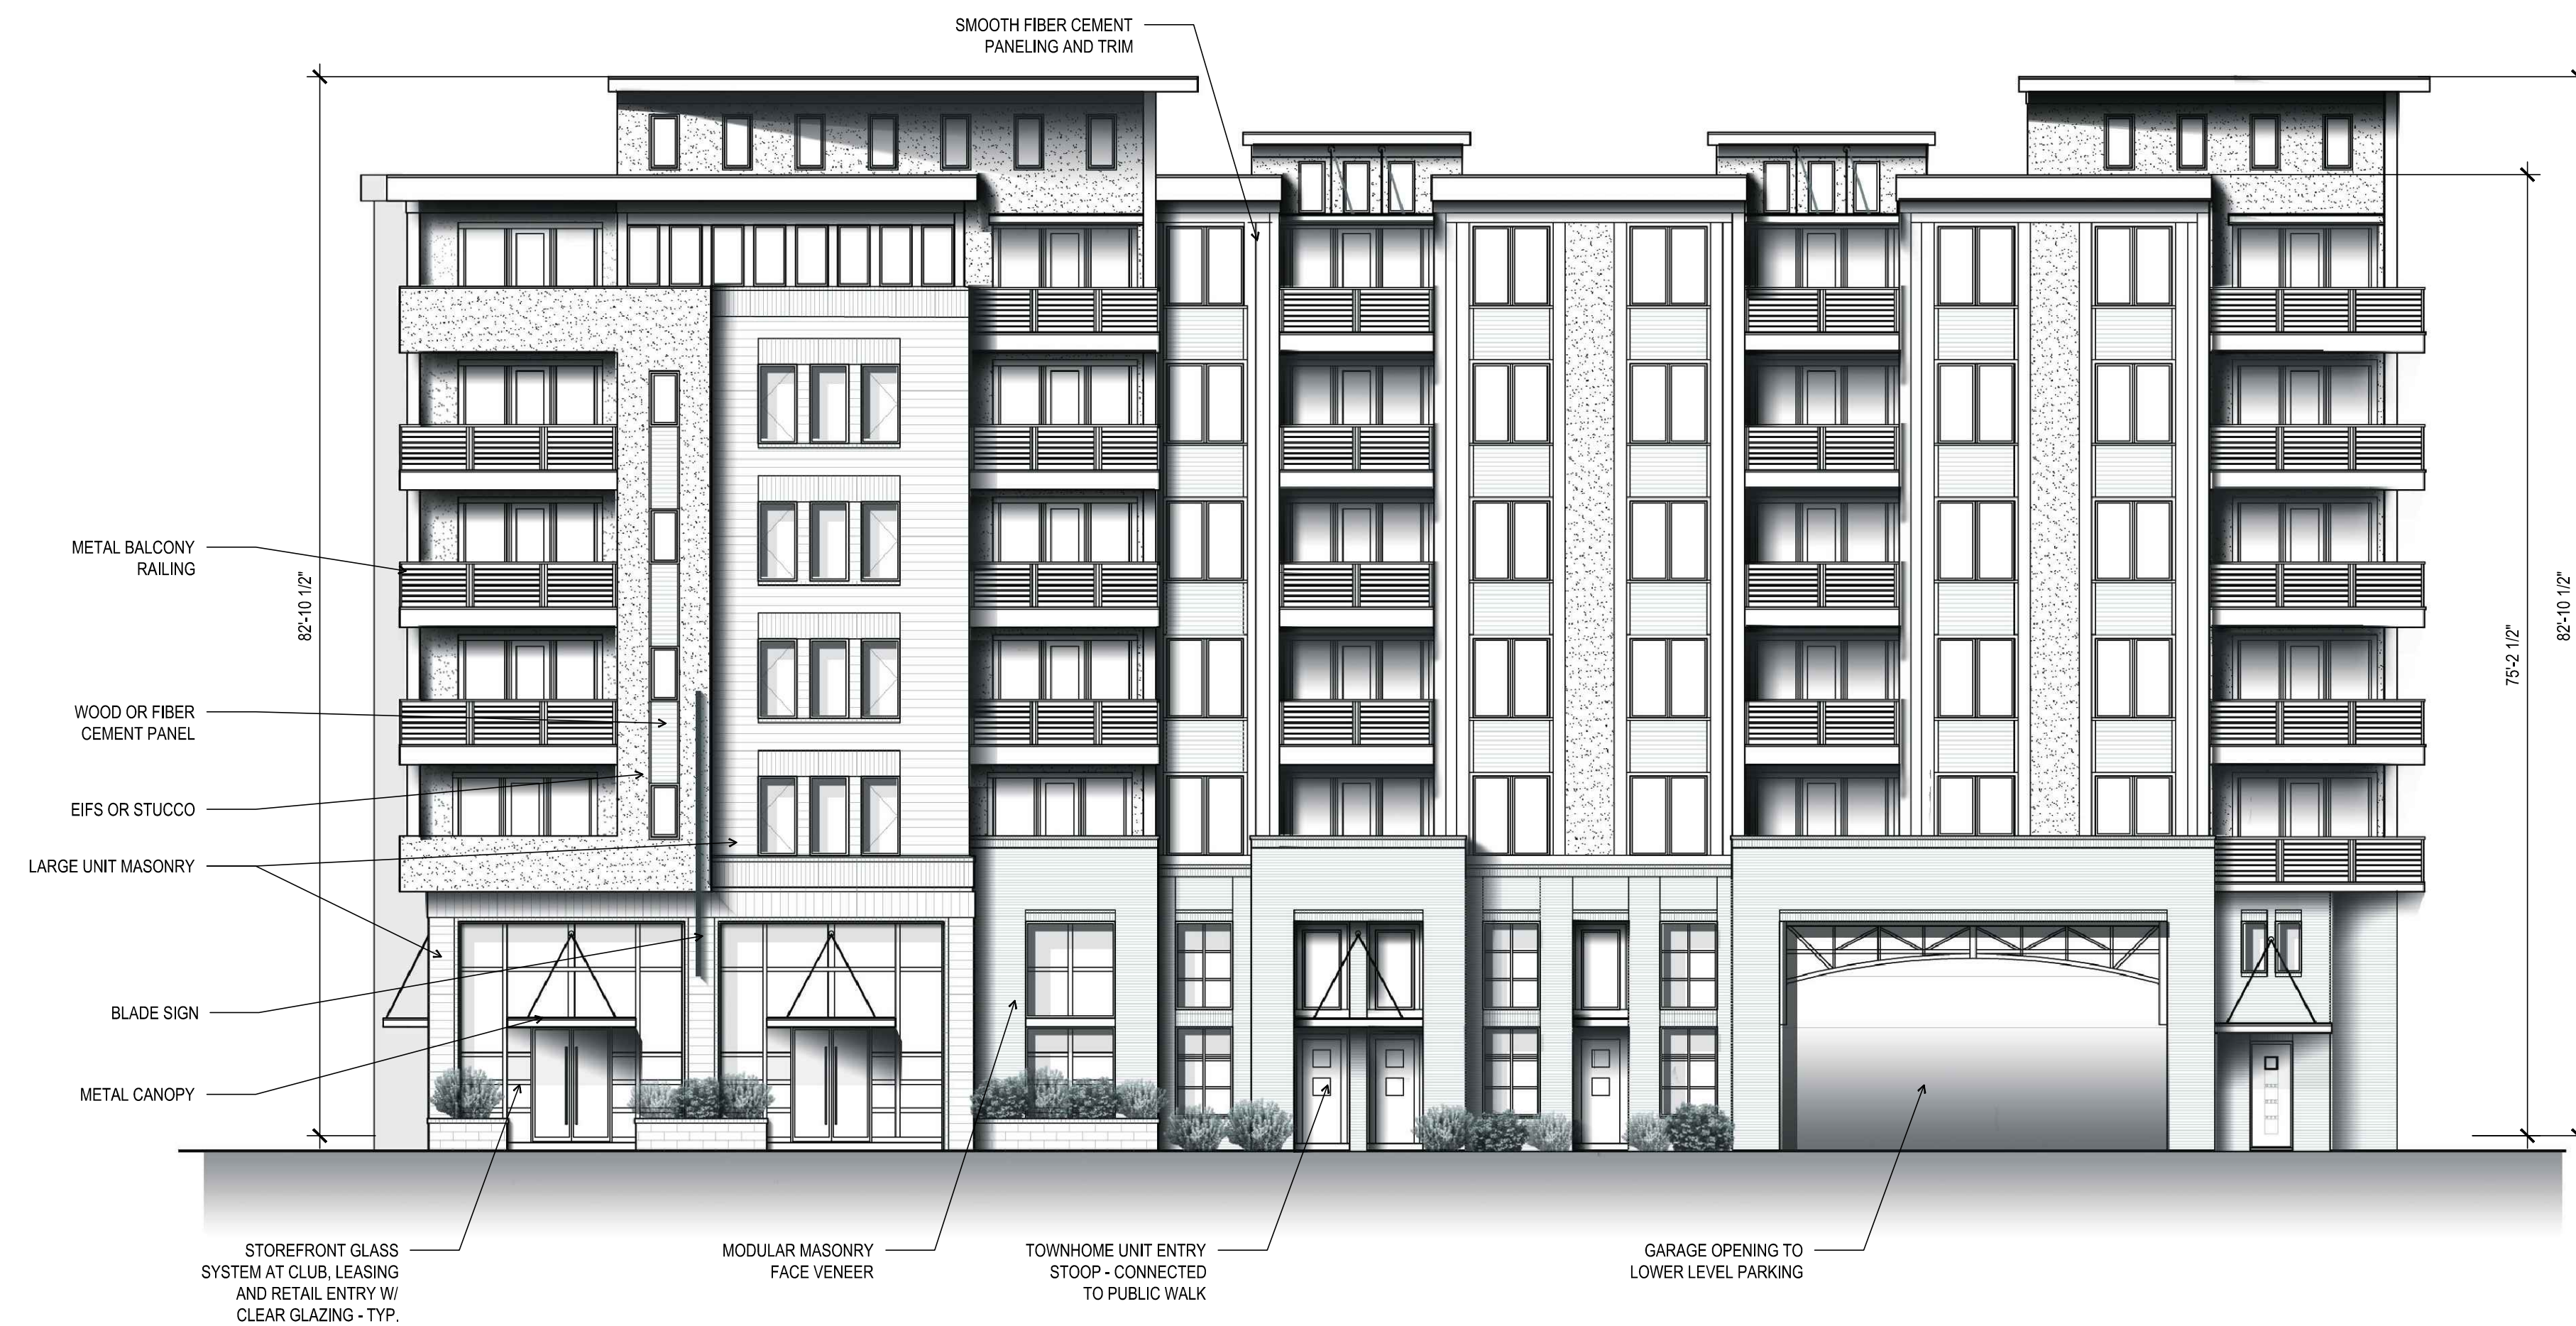 SMOOTH FIBER CEMENT
PANELING AND TRIM
82'-10 1/2"
METAL BALCONY
RAILING
WOOD OR FIBER
CEMENT PANEL
EIFS OR STUCCO
LARGE UNIT MASONRY
BLADE SIGN
METAL CANOPY
75'-2 1/2"
82'-10 1/2"
STOREFRONT GLASS
SYSTEM AT CLUB, LEASING
AND RETAIL ENTRY W/
CLEAR GLAZING - TYP.
MODULAR MASONRY
FACE VENEER
TOWNHOME UNIT ENTRY
STOOP - CONNECTED
TO PUBLIC WALK
GARAGE OPENING TO
LOWER LEVEL PARKING